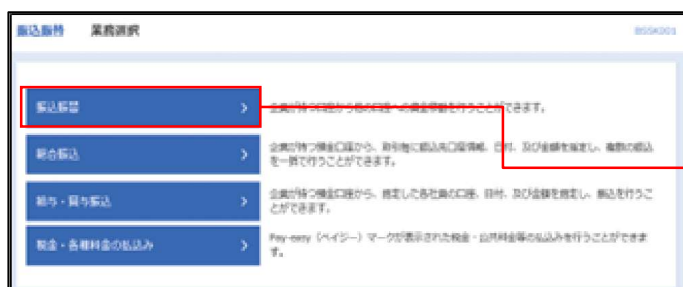 振込振替 業務選択 BSSK001
振込振替
企業が持つ口座から他の口座への資金移動を行うことができます。
総合振込
企業が持つ預金口座から、取引毎に振込先口座情報、日付、及び金額を指定し、複数の振込
を一括で行うことができます。
給与・賞与振込
企業が持つ預金口座から、指定した各社員の口座、日付、及び金額を指定し、振込を行うこ
とができます。
税金・各種料金の払込み
Pay-easy（ペイジー）マークが表示された税金・公共料金等の払込みを行うことができま
す。